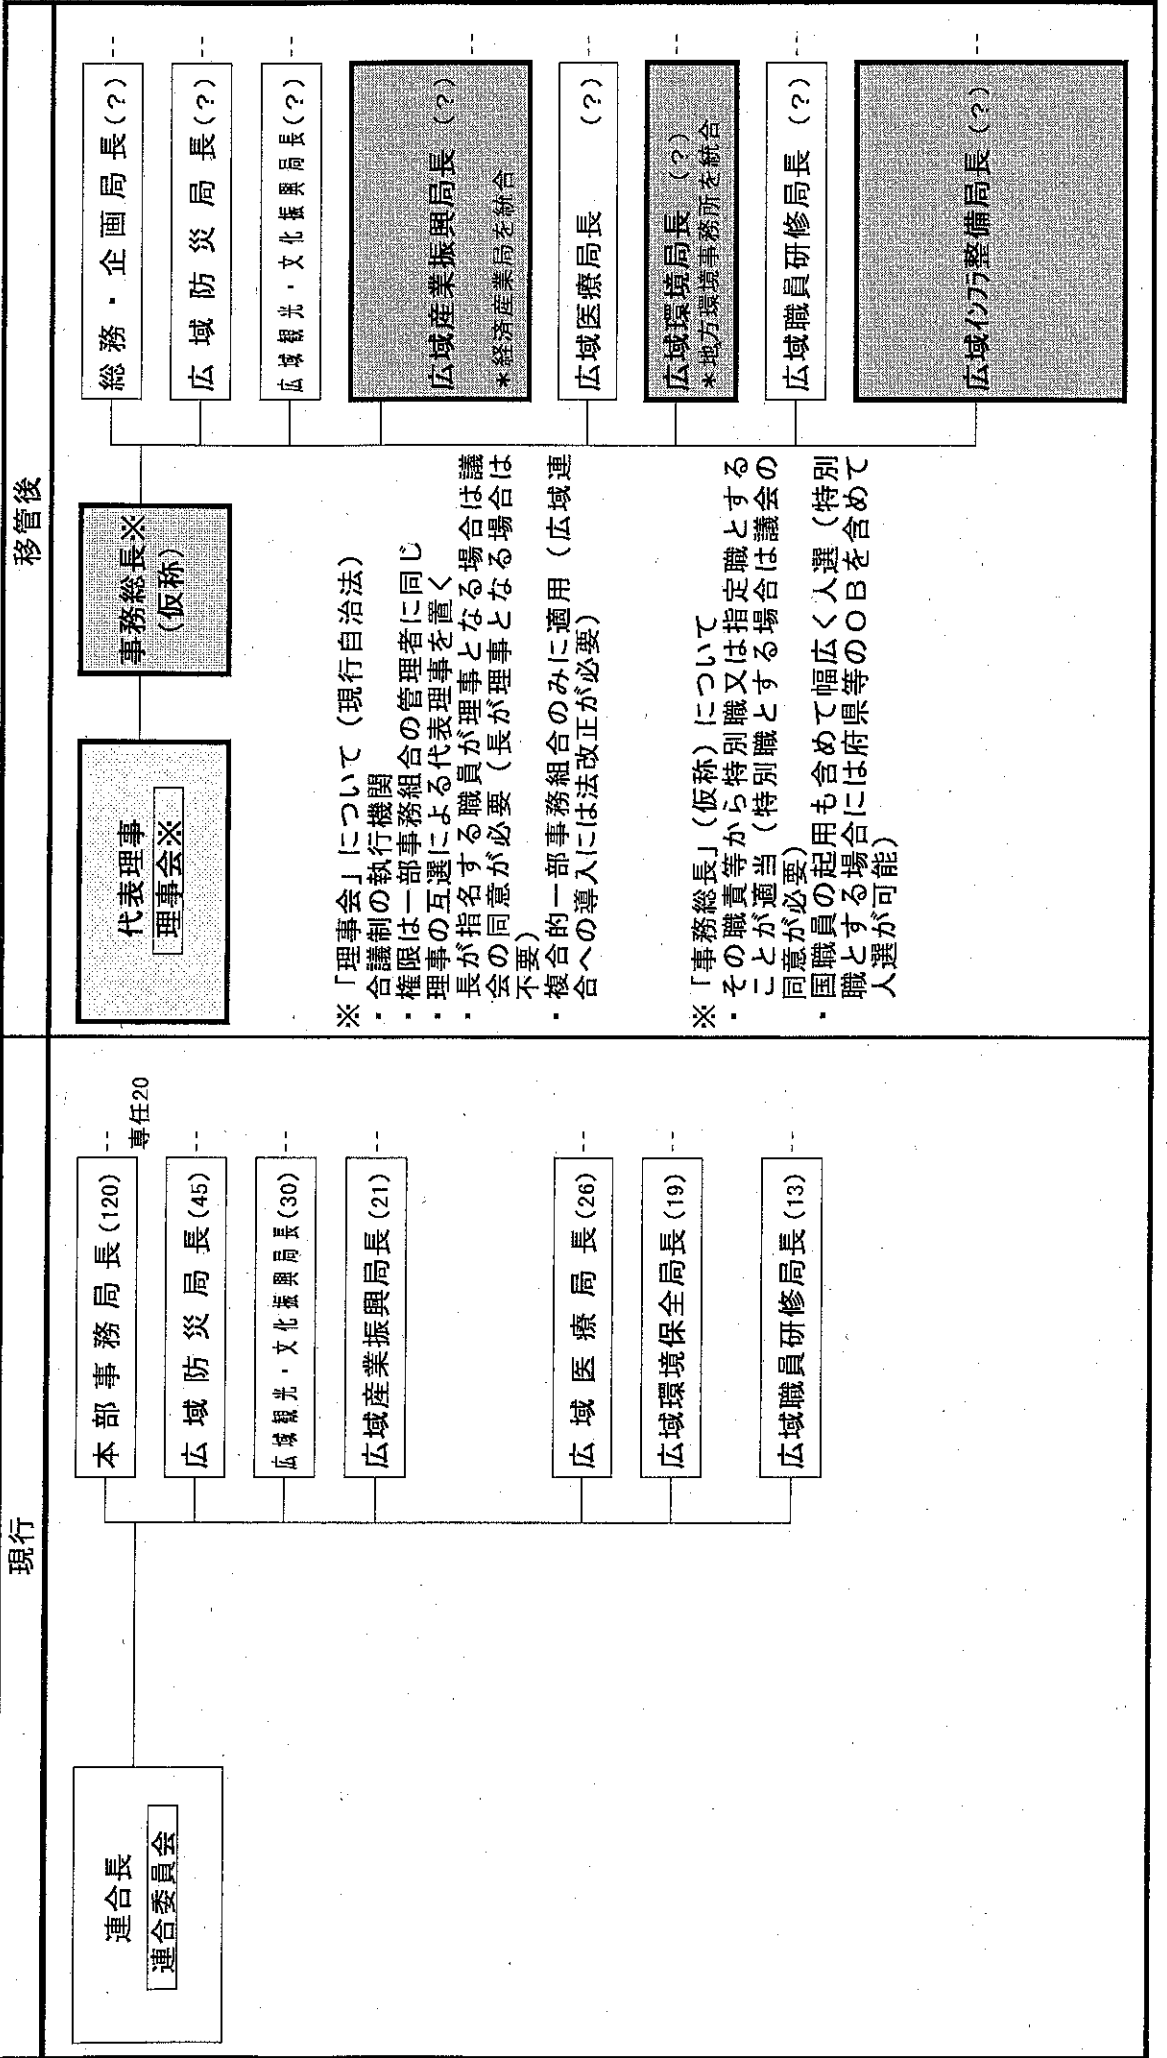 現行
連合長
連合委員会
本部事務局長(120)
専任20
広域防災局長(45)
広域観光・文化振興局長(30)
広域産業振興局長(21)
広域医療局長(26)
広域環境保全局長(19)
広域職員研修局長(13)
移管後
代表理事
理事会※
事務総長※
(仮称)
総務・企画局長(?)
広域防災局長(?)
広域観光・文化振興局長(?)
広域産業振興局長(?)
*経済産業局を統合
広域医療局長 (?)
広域環境局長 (?)
*地方環境事務所を統合
広域職員研修局長 (?)
広域インフラ整備局長(?)
※「理事会」について(現行自治法)
・合議制の執行機関
・権限は一部事務組合の管理者に同じ
・理事の互選による代表理事を置く
・長が指名する職員が理事となる場合は議
会の同意が必要(長が理事となる場合は
不要)
・複合的一部事務組合のみに適用(広域連
合への導入には法改正が必要)
※「事務総長」(仮称)について
・その職責等から特別職又は指定職とする
ことが適当(特別職とする場合は議会の
同意が必要)
・国職員の起用も含めて幅広く人選(特別
職とする場合には府県等のOBを含めて
人選が可能)